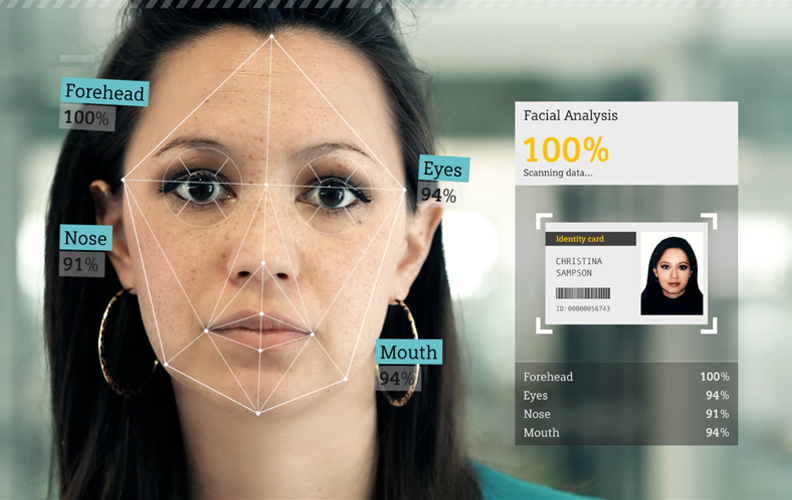 Forehead
100%
Eyes
94%
Nose
91%
Mouth
94%
Facial Analysis
100%
Scanning data...
Identity card
CHRISTINA
SAMPSON
ID:00000056743
Forehead 100%
Eyes 94%
Nose 91%
Mouth 94%